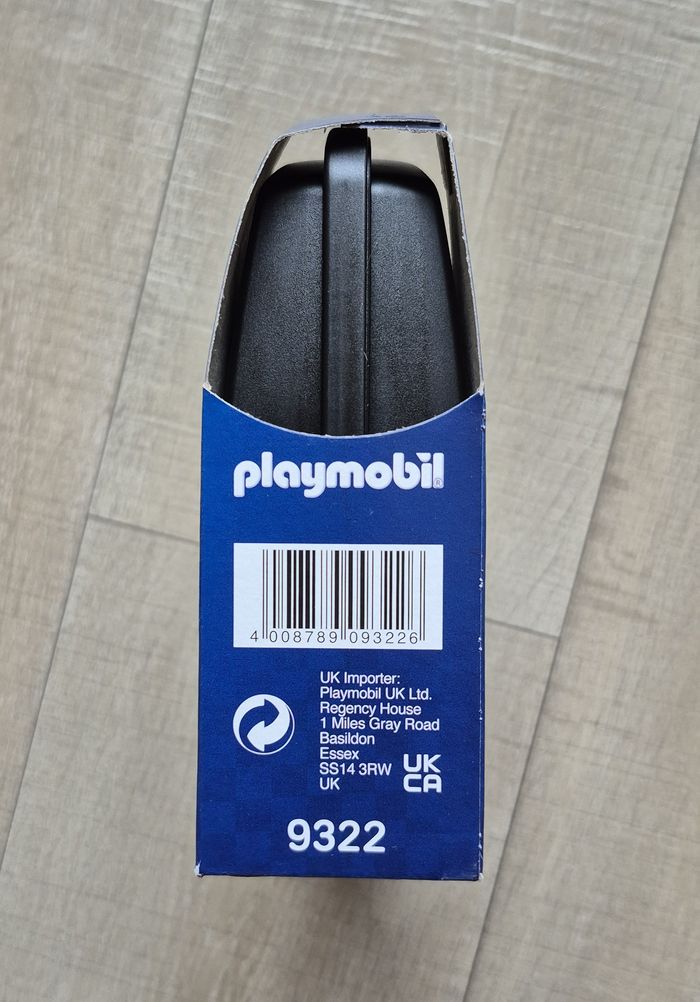 playmobil®
4 008789 093226
UK Importer:
Playmobil UK Ltd.
Regency House
1 Miles Gray Road
Basildon
Essex
SS14 3RW
UK
UK
CA
9322